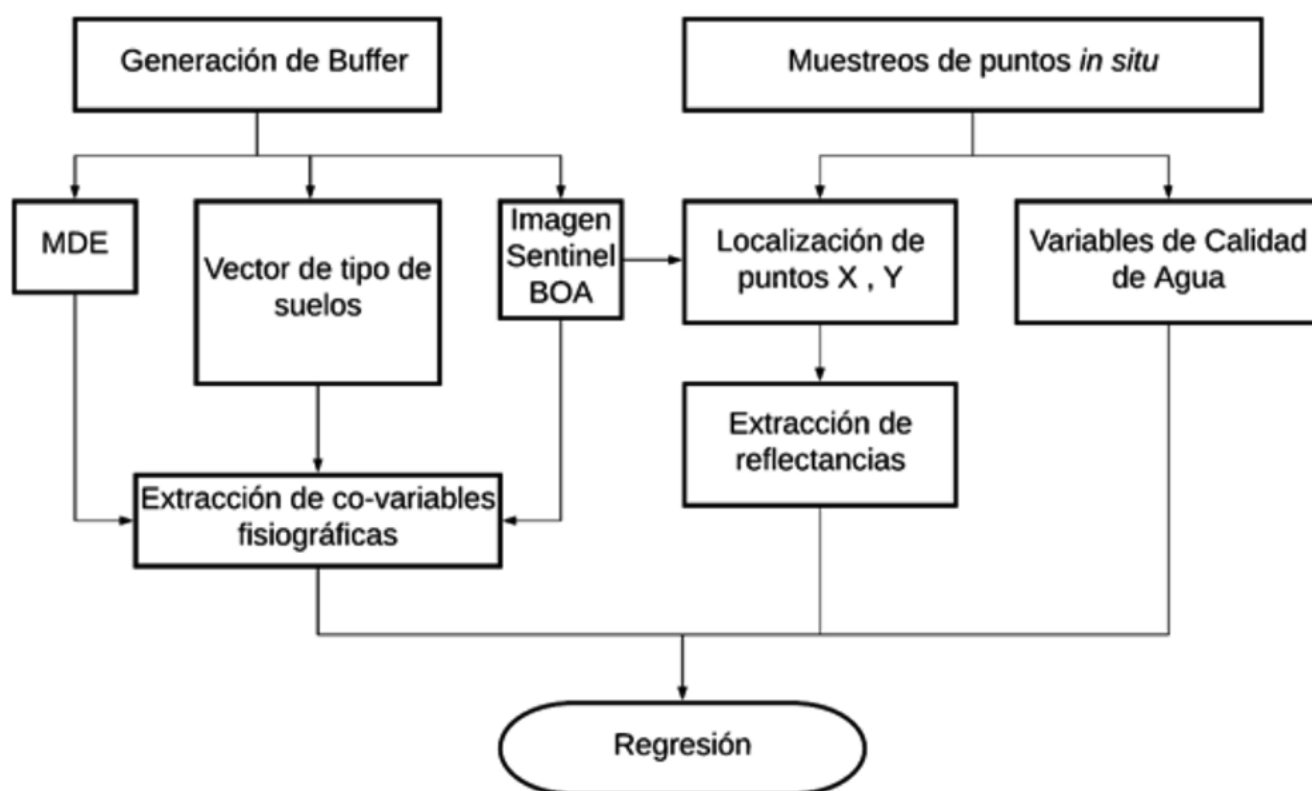 Generación de Buffer
Muestreos de puntos in situ
MDE
Vector de tipo de
suelos
Imagen
Sentinel
BOA
Localización de
puntos X , Y
Variables de Calidad
de Agua
Extracción de
reflectancias
Extracción de co-variables
fisiográficas
Regresión